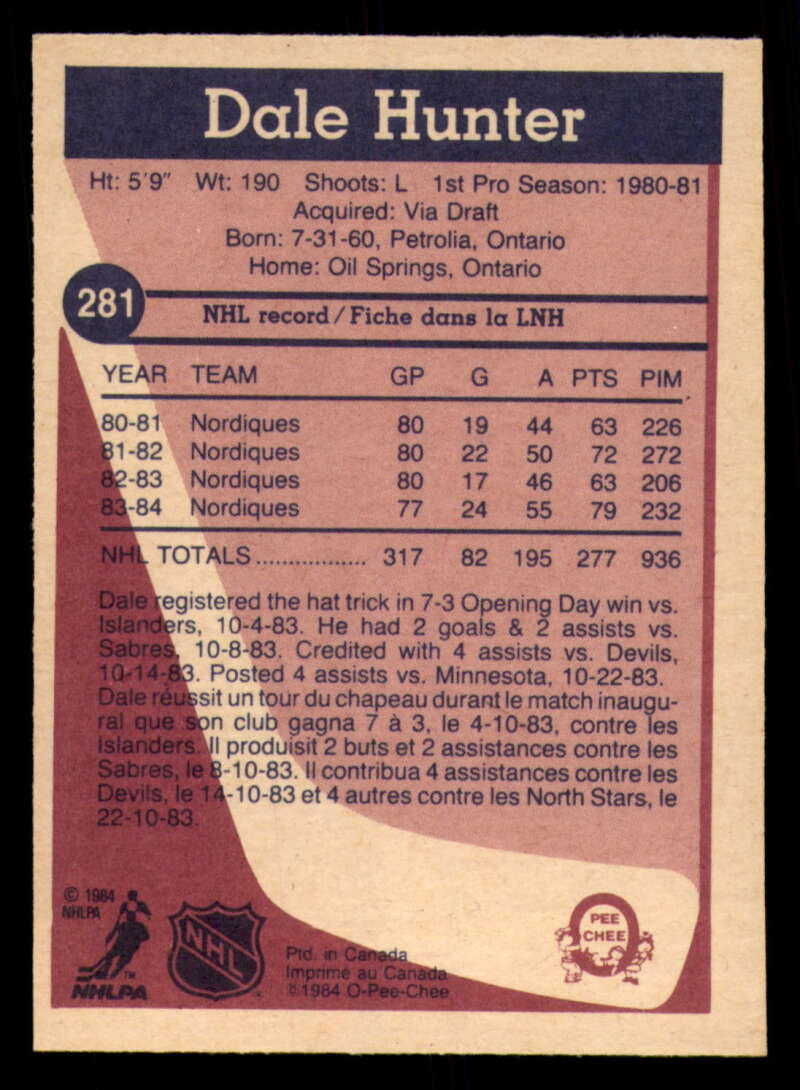 Dale Hunter
Ht: 5'9" Wt: 190 Shoots: L 1st Pro Season: 1980-81
Acquired: Via Draft
Born: 7-31-60, Petrolia, Ontario
Home: Oil Springs, Ontario
281
NHL record / Fiche dans la LNH
YEAR TEAM GP G A PTS PIM
80-81 Nordiques 80 19 44 63 226
81-82 Nordiques 80 22 50 72 272
82-83 Nordiques 80 17 46 63 206
83-84 Nordiques 77 24 55 79 232
NHL TOTALS................. 317 82 195 277 936
Dale registered the hat trick in 7-3 Opening Day win vs.
Islanders, 10-4-83. He had 2 goals & 2 assists vs.
Sabres, 10-8-83. Credited with 4 assists vs. Devils,
10-14-83. Posted 4 assists vs. Minnesota, 10-22-83.
Dale réussit un tour du chapeau durant le match inaugu-
ral que son club gagna 7 à 3, le 4-10-83, contre les
Islanders. Il produisit 2 buts et 2 assistances contre les
Sabres, le 8-10-83. Il contribua 4 assistances contre les
Devils, le 14-10-83 et 4 autres contre les North Stars, le
22-10-83.
© 1984
NHLPA
TM
NHLPA
NHL
Ptd. in Canada
Imprimé au Canada
© 1984 O-Pee-Chee
PEE
CHEE